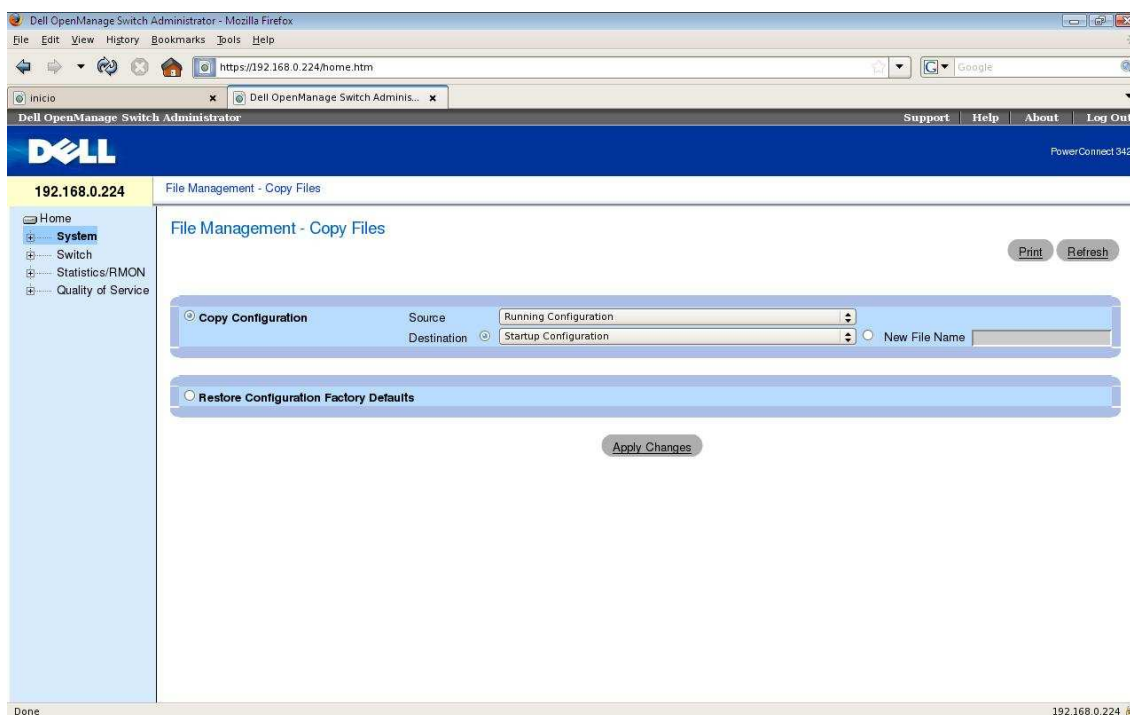 Dell OpenManage Switch Administrator - Mozilla Firefox
File Edit View History Bookmarks Tools Help
https://192.168.0.224/home.htm
G Google
inicio
Dell OpenManage Switch Adminis...
Dell OpenManage Switch Administrator Support Help About Log Out
DELL
PowerConnect 342
192.168.0.224
File Management - Copy Files
Home
System
Switch
Statistics/RMON
Quality of Service
File Management - Copy Files
Print Refresh
Copy Configuration Source Running Configuration
Destination Startup Configuration New File Name
Restore Configuration Factory Defaults
Apply Changes
Done 192.168.0.224